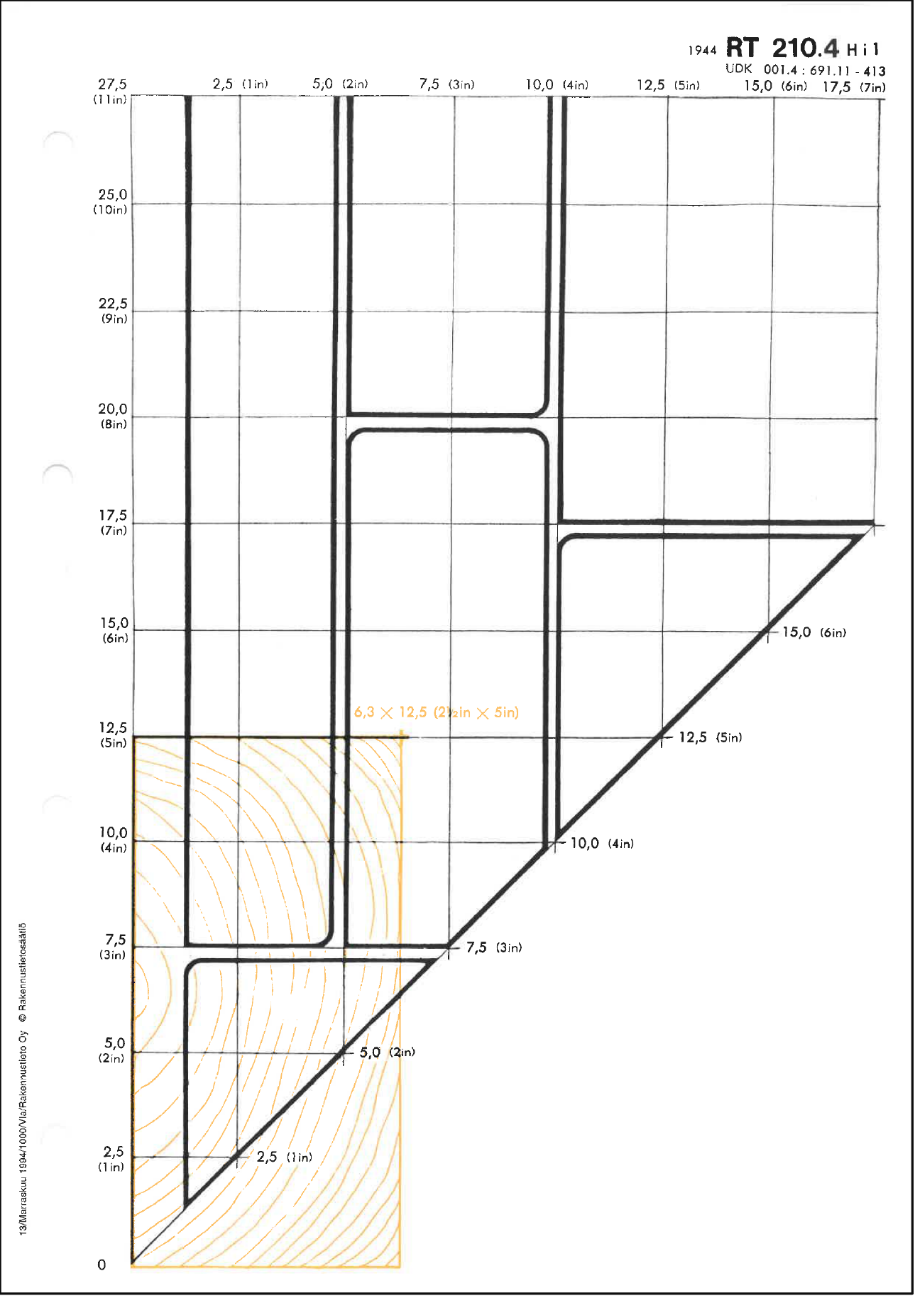 1944 RT 210.4 Hi1
UDK 001.4 : 691.11 - 413
27,5 2,5 (1in) 5,0 (2in) 7,5 (3in) 10,0 (4in) 12,5 (5in) 15,0 (6in) 17,5 (7in)
(11in)
25,0
(10in)
22,5
(9in)
20,0
(8in)
17,5
(7in)
15,0
(6in)
15,0 (6in)
6,3 × 12,5 (2½in × 5in)
12,5
(5in)
12,5 (5in)
10,0
(4in)
10,0 (4in)
7,5
(3in)
7,5 (3in)
5,0
(2in)
5,0 (2in)
2,5
(1in)
2,5 (1in)
0
13/Marraskuu 1994/1000/Vla/Rakennustieto Oy © Rakennustietosäätiö